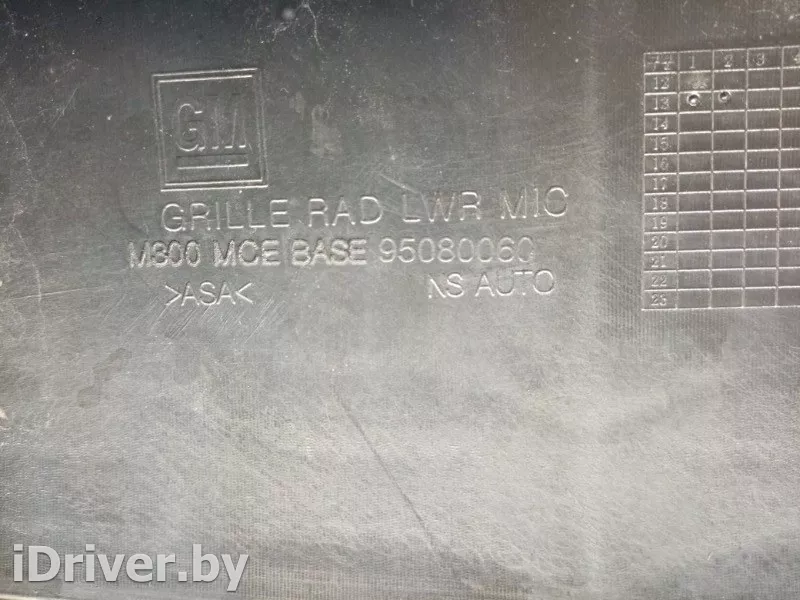 GM
GRILLE RAD LWR MIC
M300 MCE BASE 95080060
>ASA<
NS AUTO
1 2 3 4
12
13
14
15
16
17
18
19
20
21
22
23
iDriver.by